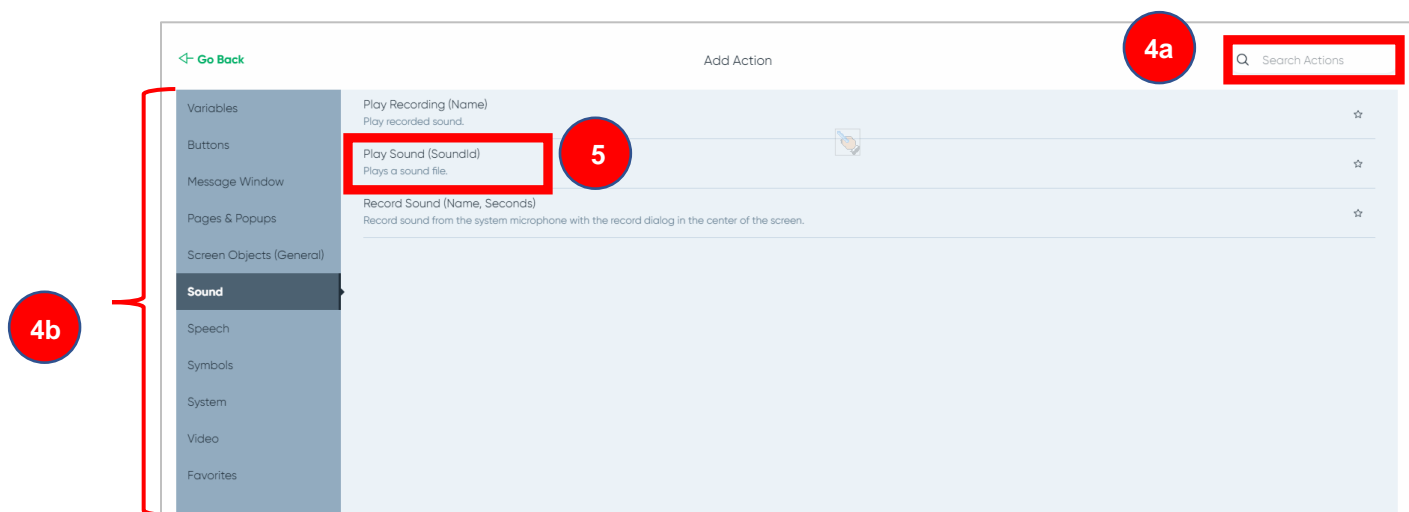 4a
Go Back
Add Action
Search Actions
Variables
Buttons
Message Window
Pages & Popups
Screen Objects (General)
Sound
Speech
Symbols
System
Video
Favorites
4b
Play Recording (Name)
Play recorded sound.
Play Sound (SoundId)
Plays a sound file.
5
Record Sound (Name, Seconds)
Record sound from the system microphone with the record dialog in the center of the screen.